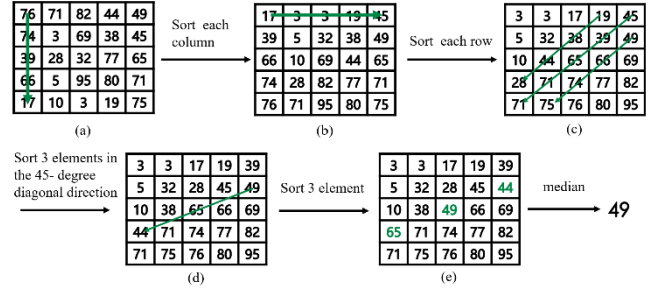 76 71 82 44 49
74 3 69 38 45
39 28 32 77 65
66 5 95 80 71
17 10 3 19 75
(a)
Sort each
column
17 3 3 19 45
39 5 32 38 49
66 10 69 44 65
74 28 82 77 71
76 71 95 80 75
(b)
Sort each row
3 3 17 19 45
5 32 38 39 49
10 44 65 66 69
28 71 74 77 82
71 75 76 80 95
(c)
Sort 3 elements in
the 45- degree
diagonal direction
3 3 17 19 39
5 32 28 45 49
10 38 65 66 69
44 71 74 77 82
71 75 76 80 95
(d)
Sort 3 element
3 3 17 19 39
5 32 28 45 44
10 38 49 66 69
65 71 74 77 82
71 75 76 80 95
(e)
median
49